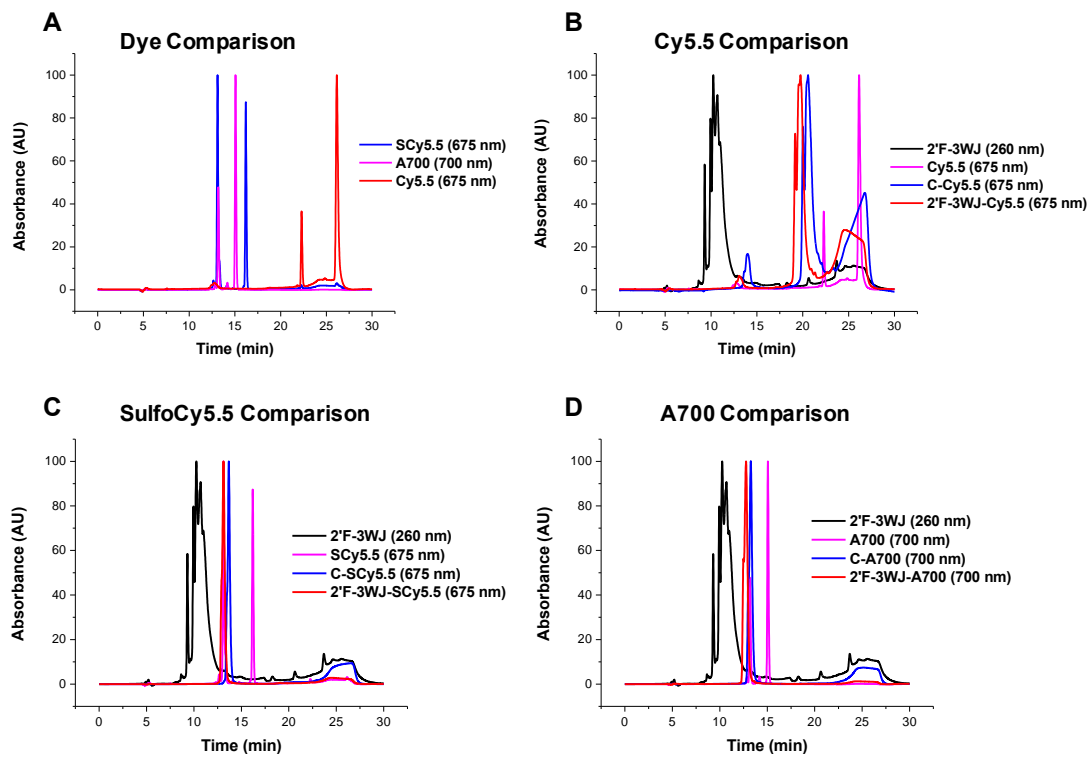 A
Dye Comparison
100
80
60
40
20
0
Absorbance (AU)
0 5 10 15 20 25 30
Time (min)
SCy5.5 (675 nm)
A700 (700 nm)
Cy5.5 (675 nm)
B
Cy5.5 Comparison
100
80
60
40
20
0
Absorbance (AU)
0 5 10 15 20 25 30
Time (min)
2'F-3WJ (260 nm)
Cy5.5 (675 nm)
C-Cy5.5 (675 nm)
2'F-3WJ-Cy5.5 (675 nm)
C
SulfoCy5.5 Comparison
100
80
60
40
20
0
Absorbance (AU)
0 5 10 15 20 25 30
Time (min)
2'F-3WJ (260 nm)
SCy5.5 (675 nm)
C-SCy5.5 (675 nm)
2'F-3WJ-SCy5.5 (675 nm)
D
A700 Comparison
100
80
60
40
20
0
Absorbance (AU)
0 5 10 15 20 25 30
Time (min)
2'F-3WJ (260 nm)
A700 (700 nm)
C-A700 (700 nm)
2'F-3WJ-A700 (700 nm)